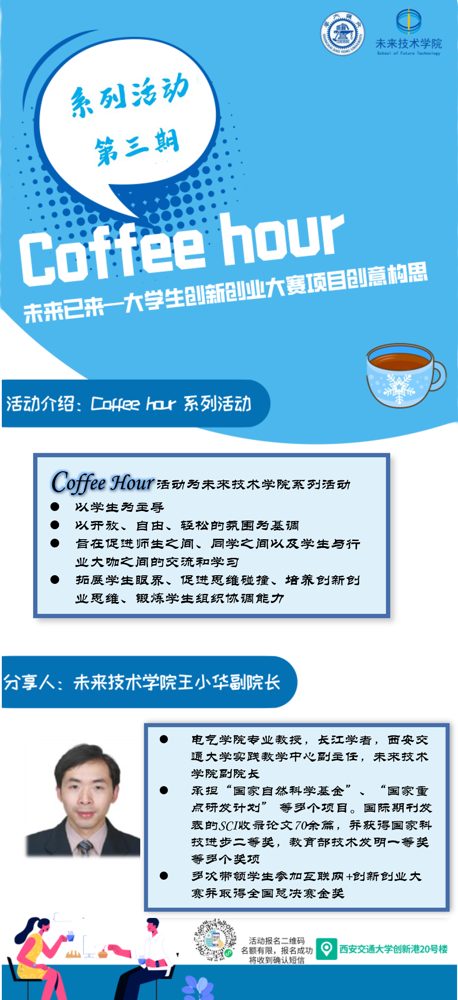 SHANGHAI JIAO TONG UNIVERSITY
未来技术学院
School of Future Technology
系列活动
第三期
Coffee hour
未来已来—大学生创新创业大赛项目创意构思
活动介绍：Coffee hour 系列活动
Coffee Hour活动为未来技术学院系列活动
● 以学生为主导
● 以开放、自由、轻松的氛围为基调
● 旨在促进师生之间、同学之间以及学生与行
业大咖之间的交流和学习
● 拓展学生眼界、促进思维碰撞、培养创新创
业思维、锻炼学生组织协调能力
分享人：未来技术学院王小华副院长
● 电气学院专业教授，长江学者，西安交
通大学实践教学中心副主任，未来技术
学院副院长
● 承担“国家自然科学基金”、“国家重
点研发计划”等多个项目。国际期刊发
表的SCI收录论文70余篇，并获得国家科
技进步二等奖，教育部技术发明一等奖
等多个奖项
● 多次带领学生参加互联网+创新创业大
赛并取得全国总决赛金奖
活动报名二维码
名额有限，报名成功
将收到确认短信
西安交通大学创新港20号楼